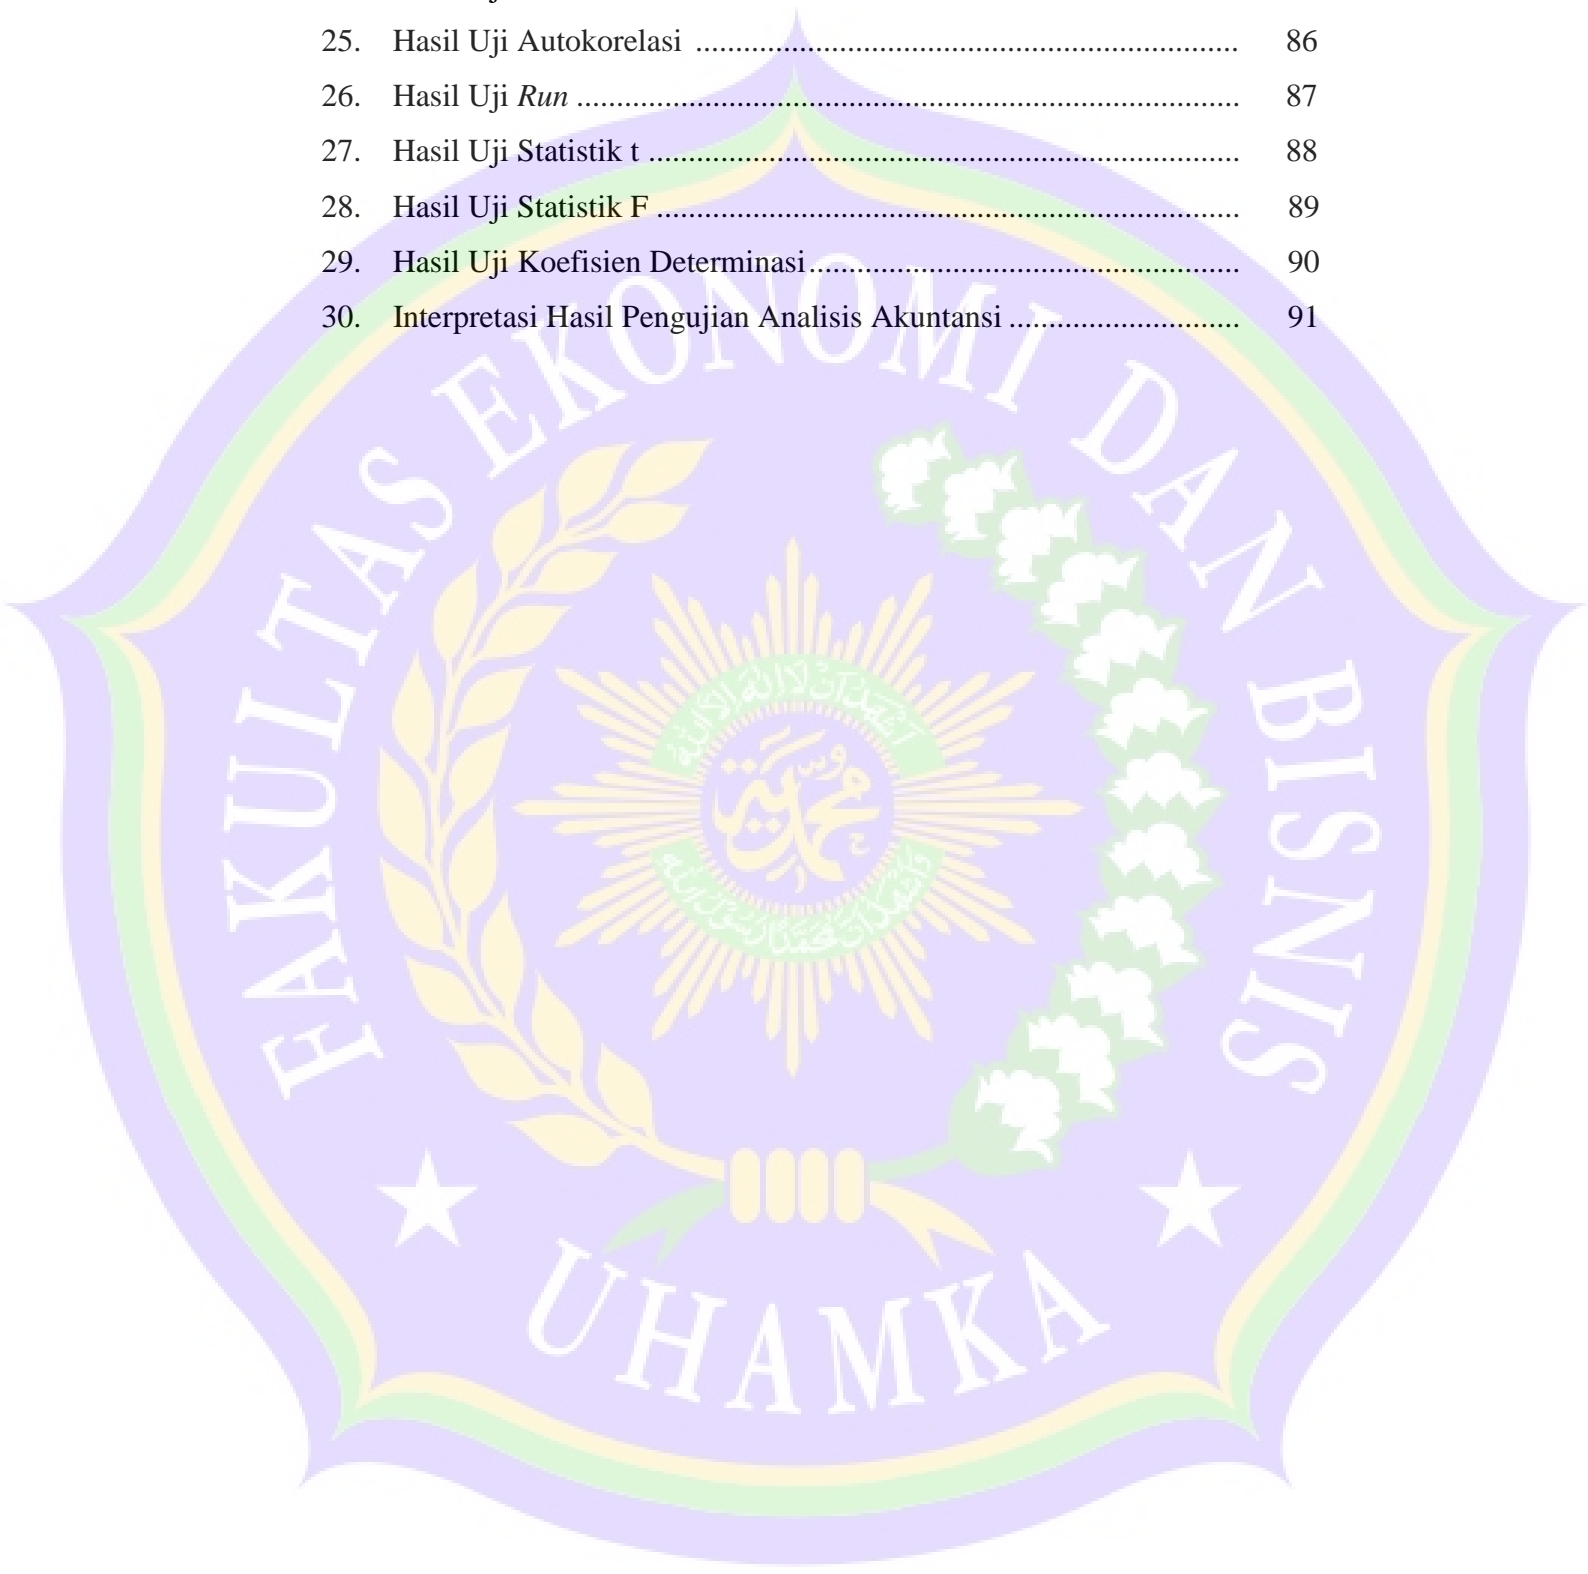 25. Hasil Uji Autokorelasi .................................................................... 86
26. Hasil Uji Run ................................................................................... 87
27. Hasil Uji Statistik t .......................................................................... 88
28. Hasil Uji Statistik F ......................................................................... 89
29. Hasil Uji Koefisien Determinasi ...................................................... 90
30. Interpretasi Hasil Pengujian Analisis Akuntansi ............................. 91
FAKULTAS EKONOMI DAN BISNIS
محمدية
UHAMKA